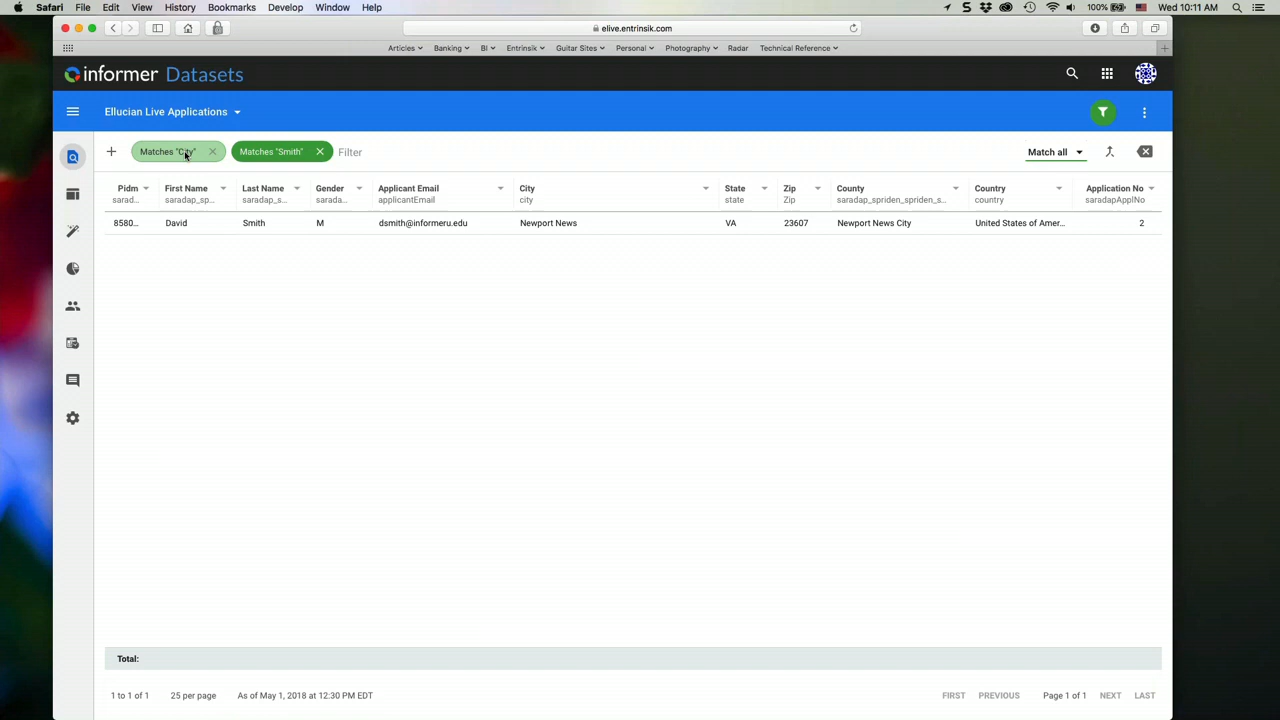 Safari File Edit View History Bookmarks Develop Window Help 100% Wed 10:11 AM
elive.entrinsik.com
Articles Banking BI Entrinsik Guitar Sites Personal Photography Radar Technical Reference
informer Datasets
Ellucian Live Applications
Matches "City" Matches "Smith" Filter Match all
Pidm First Name Last Name Gender Applicant Email City State Zip County Country Application No
sarad... saradap_sp... saradap_s... sarada... applicantEmail city state Zip saradap_spriden_spriden_s... country saradapApplNo
8580... David Smith M dsmith@informeru.edu Newport News VA 23607 Newport News City United States of Amer... 2
Total:
1 to 1 of 1 25 per page As of May 1, 2018 at 12:30 PM EDT FIRST PREVIOUS Page 1 of 1 NEXT LAST